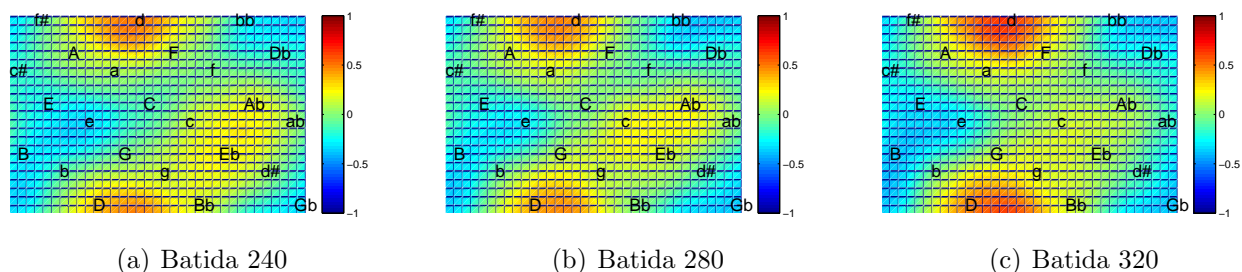 f# d bb 1
A F Db 0.5
c# a f
E C Ab 0
e c ab
B G Eb −0.5
b g d#
D Bb Gb −1
f# d bb 1
A F Db 0.5
c# a f
E C Ab 0
e c ab
B G Eb −0.5
b g d#
D Bb Gb −1
f# d bb 1
A F Db 0.5
c# a f
E C Ab 0
e c ab
B G Eb −0.5
b g d#
D Bb Gb −1
(a) Batida 240
(b) Batida 280
(c) Batida 320